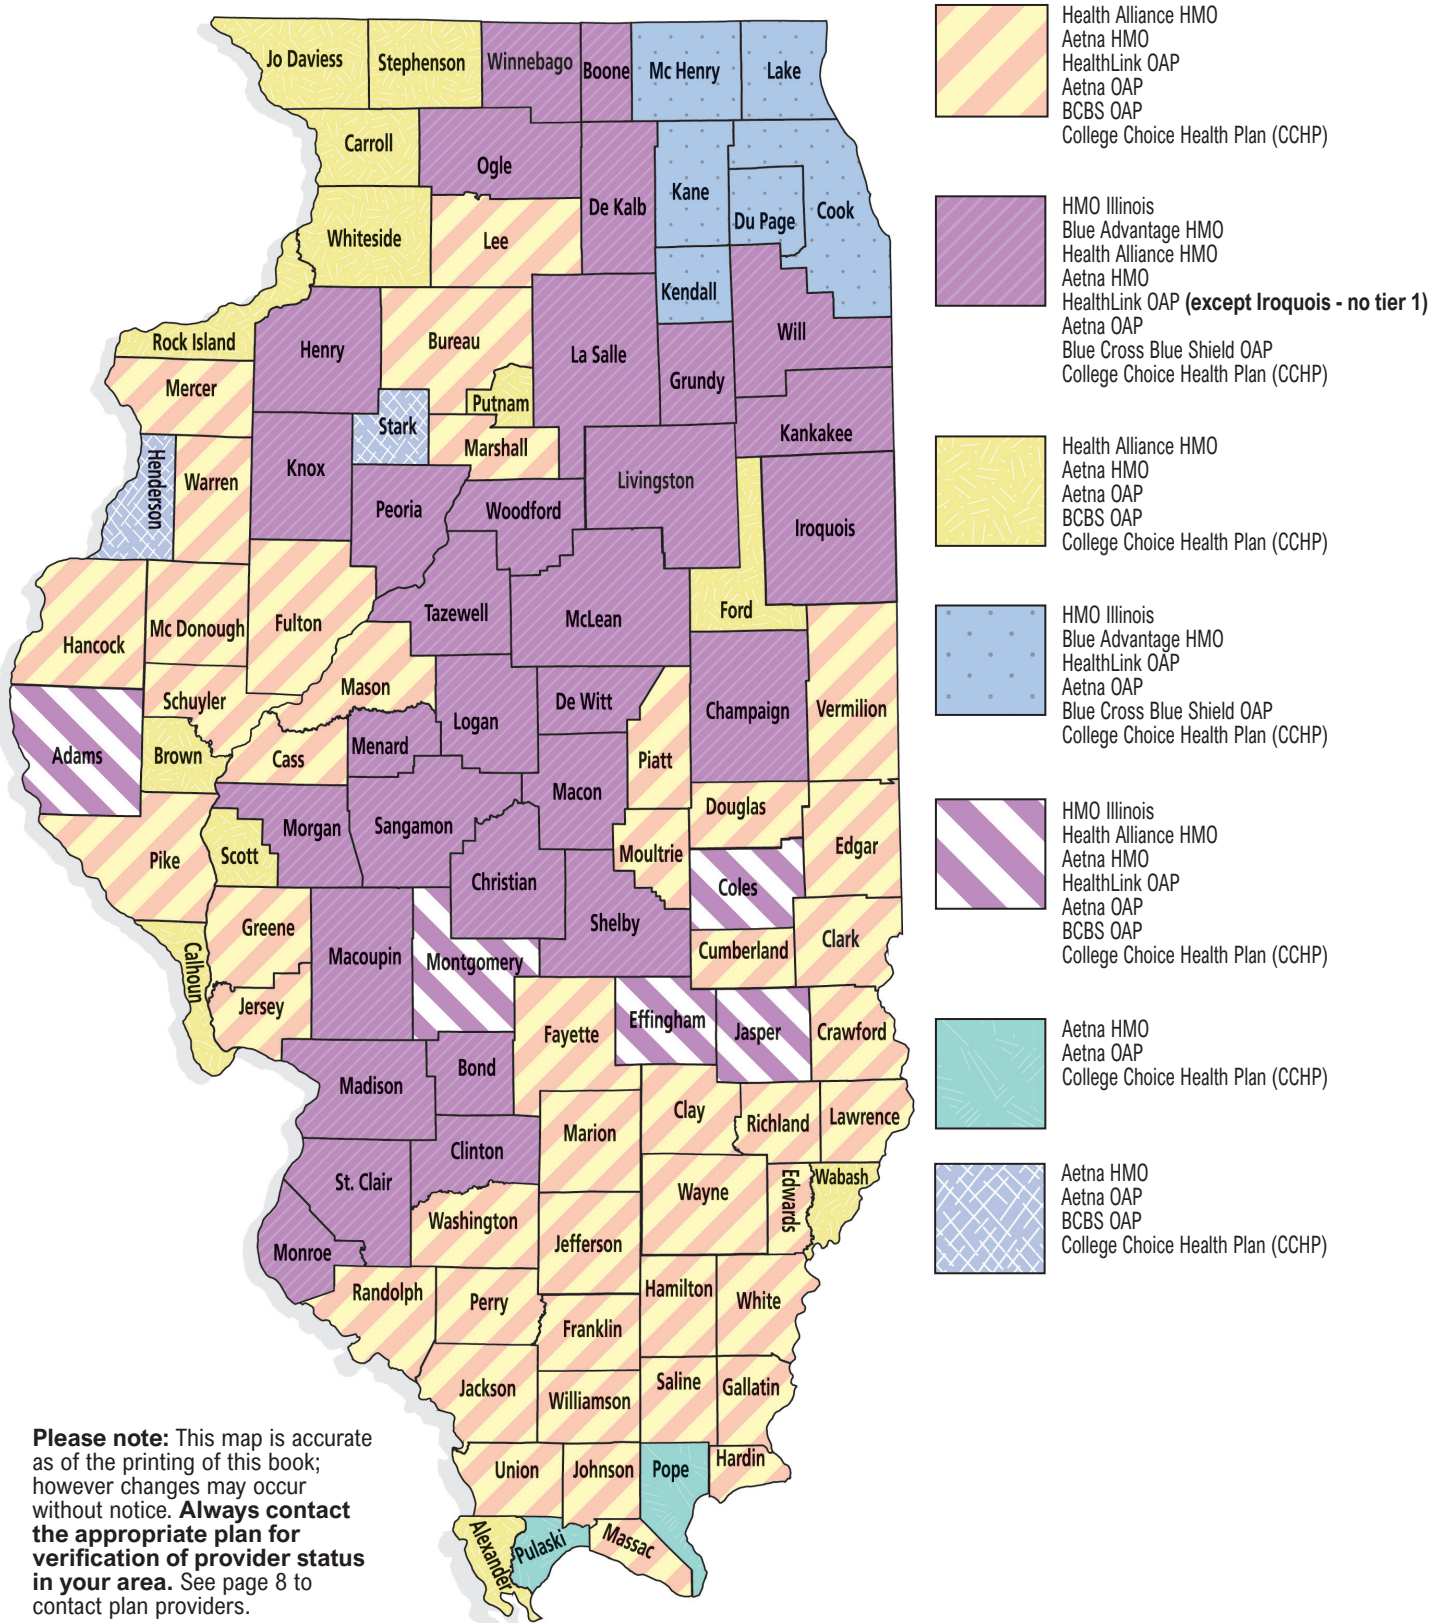 Jo Daviess
Stephenson
Winnebago
Boone
Mc Henry
Lake
Carroll
Ogle
De Kalb
Kane
Du Page
Cook
Whiteside
Lee
Kendall
Rock Island
Henry
Bureau
La Salle
Grundy
Will
Mercer
Putnam
Stark
Marshall
Kankakee
Henderson
Warren
Knox
Peoria
Woodford
Livingston
Iroquois
Hancock
Mc Donough
Fulton
Tazewell
McLean
Ford
Schuyler
Mason
Logan
De Witt
Champaign
Vermilion
Adams
Brown
Cass
Menard
Piatt
Macon
Douglas
Pike
Scott
Morgan
Sangamon
Christian
Moultrie
Edgar
Coles
Shelby
Greene
Calhoun
Macoupin
Montgomery
Cumberland
Clark
Jersey
Fayette
Effingham
Jasper
Crawford
Madison
Bond
Clinton
Marion
Clay
Richland
Lawrence
St. Clair
Wayne
Edwards
Wabash
Monroe
Washington
Jefferson
Randolph
Perry
Franklin
Hamilton
White
Jackson
Williamson
Saline
Gallatin
Union
Johnson
Pope
Hardin
Alexander
Pulaski
Massac
Health Alliance HMO
Aetna HMO
HealthLink OAP
Aetna OAP
BCBS OAP
College Choice Health Plan (CCHP)
HMO Illinois
Blue Advantage HMO
Health Alliance HMO
Aetna HMO
HealthLink OAP (except Iroquois - no tier 1)
Aetna OAP
Blue Cross Blue Shield OAP
College Choice Health Plan (CCHP)
Health Alliance HMO
Aetna HMO
Aetna OAP
BCBS OAP
College Choice Health Plan (CCHP)
HMO Illinois
Blue Advantage HMO
HealthLink OAP
Aetna OAP
Blue Cross Blue Shield OAP
College Choice Health Plan (CCHP)
HMO Illinois
Health Alliance HMO
Aetna HMO
HealthLink OAP
Aetna OAP
BCBS OAP
College Choice Health Plan (CCHP)
Aetna HMO
Aetna OAP
College Choice Health Plan (CCHP)
Aetna HMO
Aetna OAP
BCBS OAP
College Choice Health Plan (CCHP)
Please note: This map is accurate
as of the printing of this book;
however changes may occur
without notice. Always contact
the appropriate plan for
verification of provider status
in your area. See page 8 to
contact plan providers.